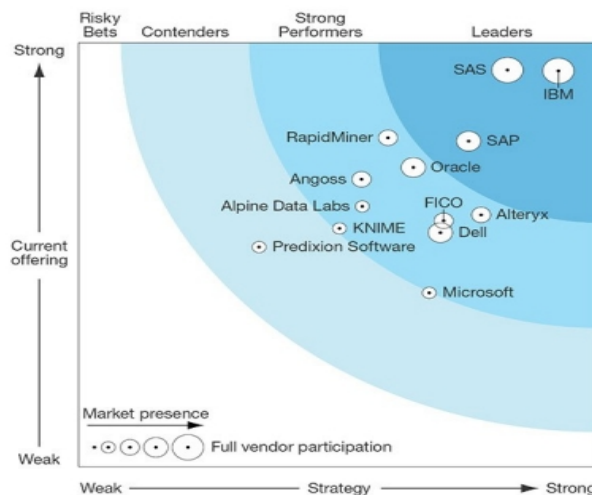 Risky Bets
Contenders
Strong Performers
Leaders
Strong
SAS
IBM
RapidMiner
SAP
Oracle
Angoss
Alpine Data Labs
FICO
Alteryx
KNIME
Dell
Predixion Software
Current offering
Microsoft
Market presence
Full vendor participation
Weak
Weak
Strategy
Strong